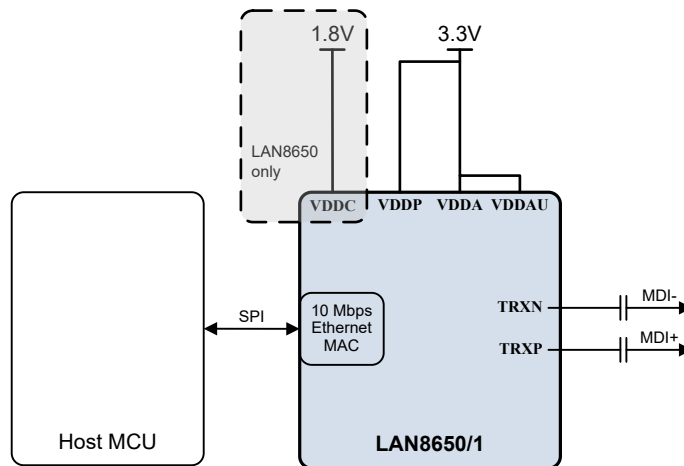 1.8V
3.3V
LAN8650
only
VDDC
VDDP
VDDA
VDDAU
SPI
10 Mbps
Ethernet
MAC
TRXN
MDI-
TRXP
MDI+
Host MCU
LAN8650/1